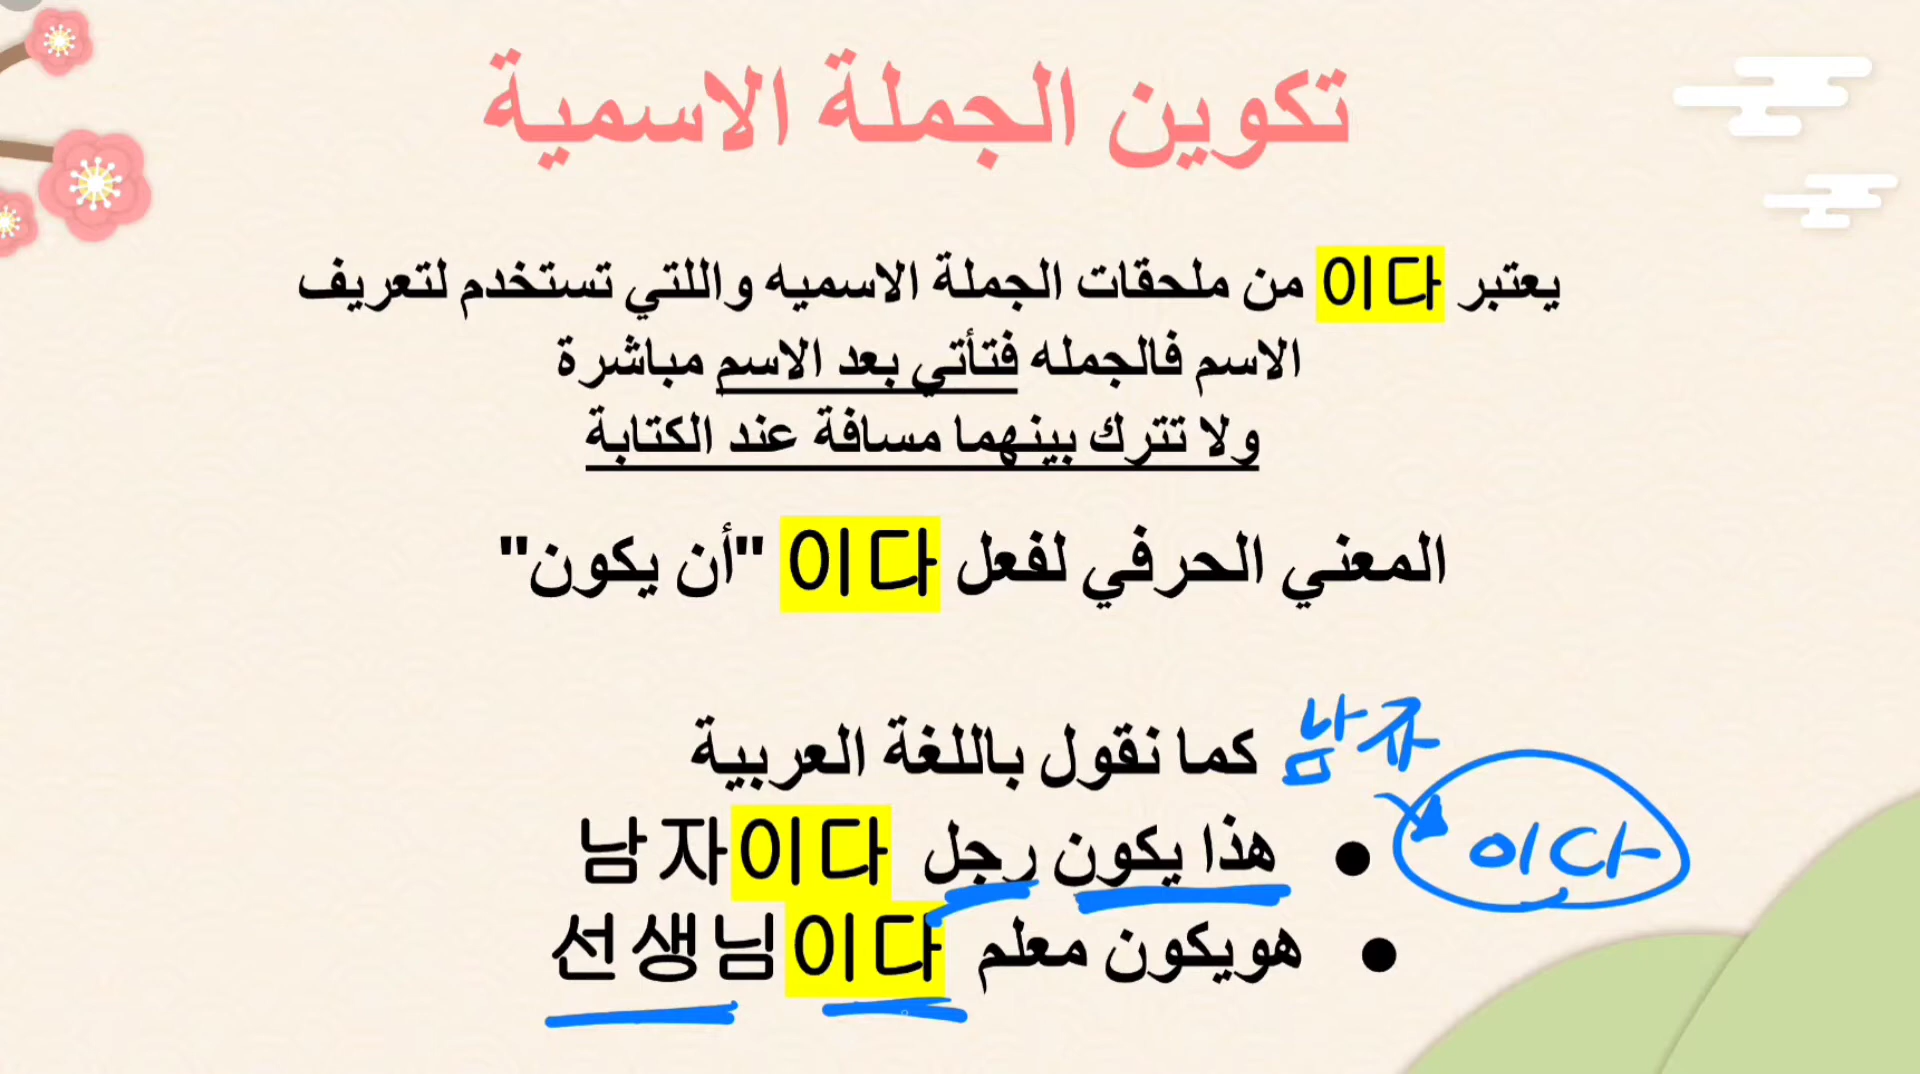 تكوين الجملة الاسمية
يعتبر 이다 من ملحقات الجملة الاسميه واللتي تستخدم لتعريف
الاسم فالجمله فتأتي بعد الاسم مباشرة
ولا تترك بينهما مسافة عند الكتابة
المعني الحرفي لفعل 이다 "أن يكون"
كما نقول باللغة العربية
남자
이다
• هذا يكون رجل 남자이다
• هويكون معلم 선생님이다